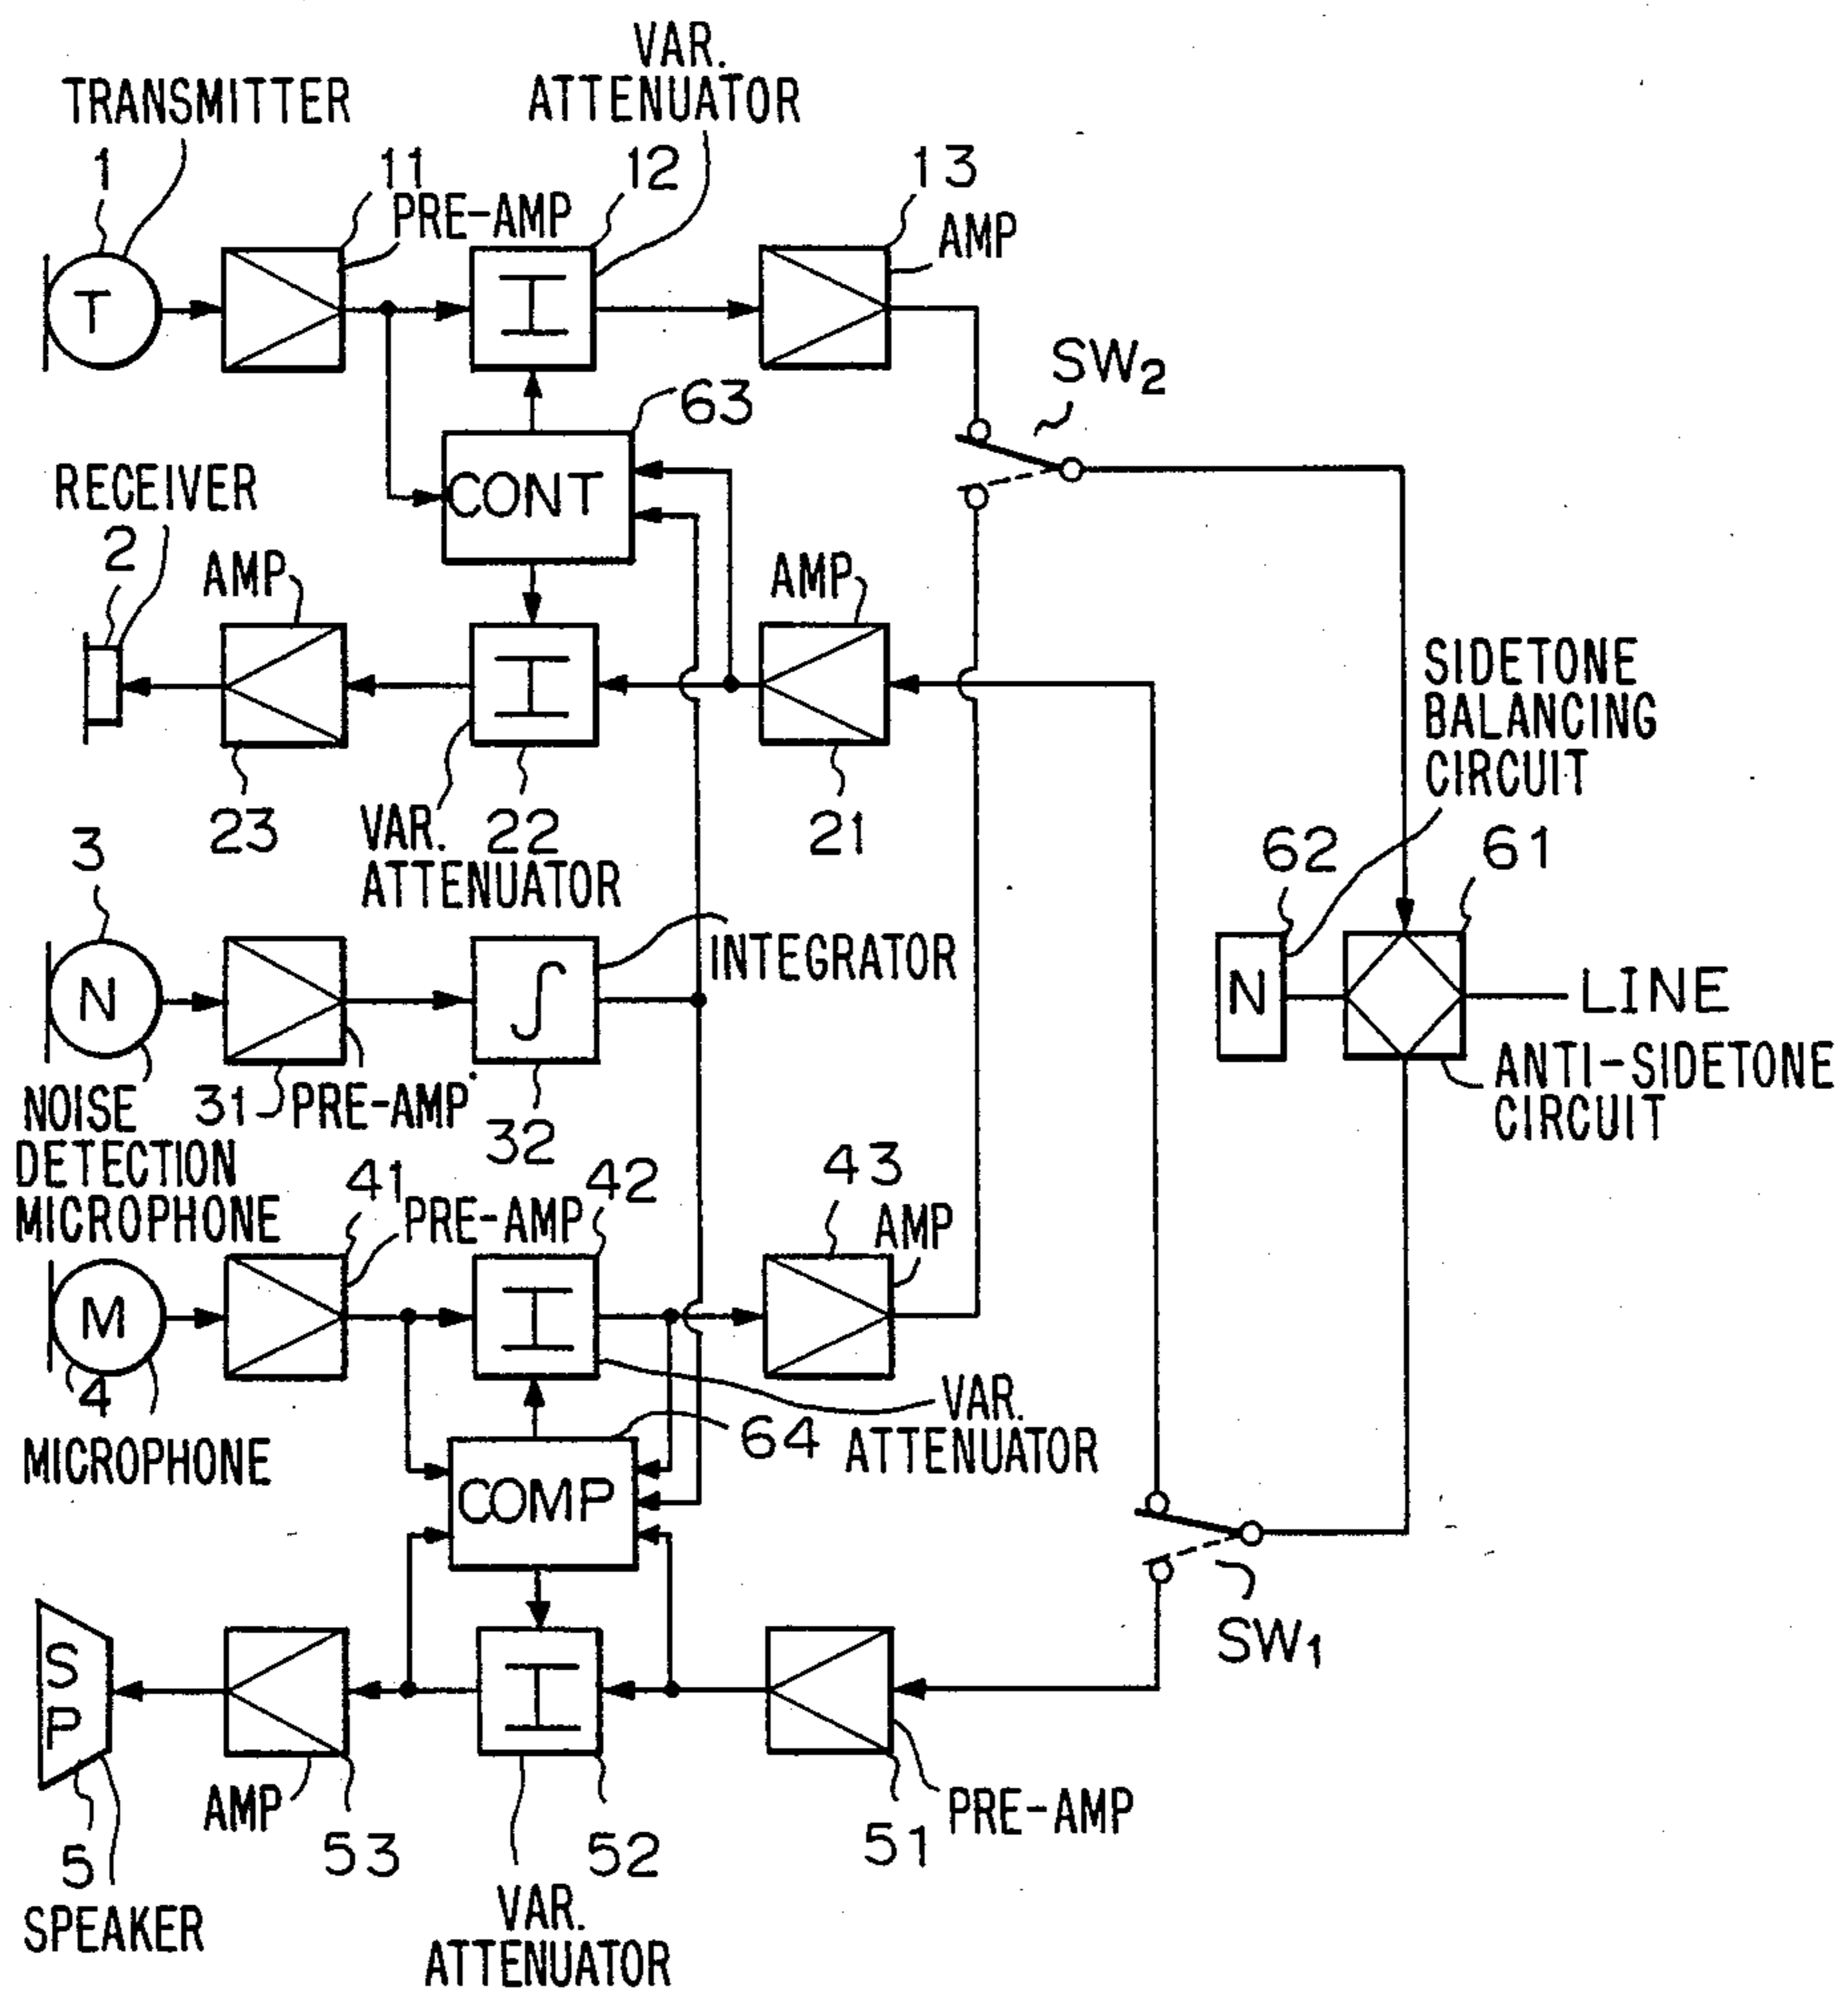 VAR.
ATTENUATOR
TRANSMITTER
1
11
PRE-AMP
12
13
AMP
T
SW2
63
CONT
RECEIVER
2
AMP
AMP
SIDETONE
BALANCING
CIRCUIT
23
VAR.
ATTENUATOR
22
21
3
62
61
INTEGRATOR
N
∫
N
LINE
ANTI-SIDETONE
CIRCUIT
31
PRE-AMP
32
NOISE
DETECTION
MICROPHONE
41
PRE-AMP
42
43
AMP
M
4
VAR.
ATTENUATOR
64
MICROPHONE
COMP
SW1
SP
AMP
53
52
51
PRE-AMP
5
SPEAKER
VAR.
ATTENUATOR